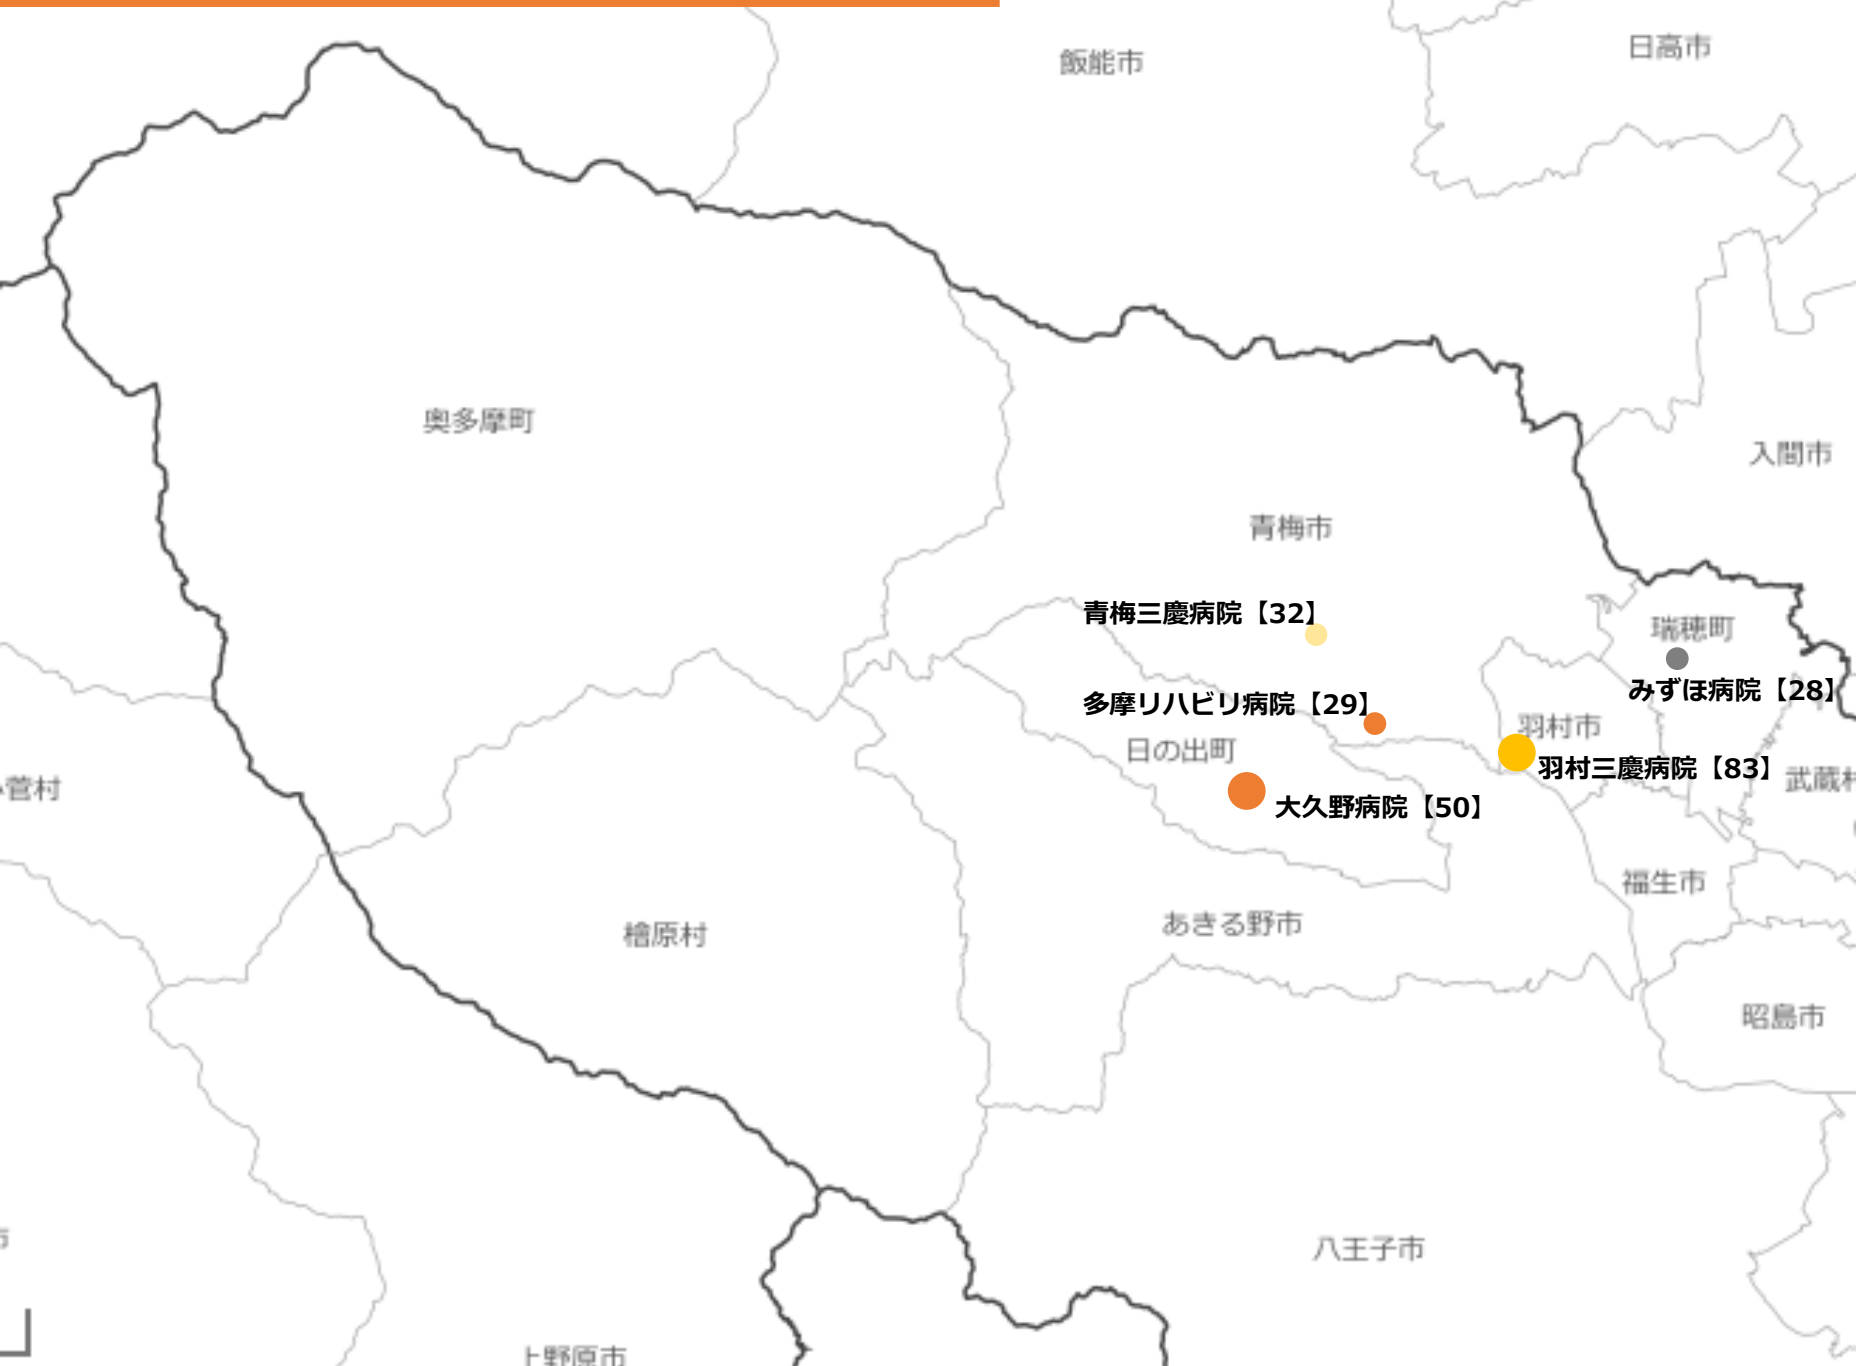 飯能市
日高市
奥多摩町
入間市
青梅市
青梅三慶病院【32】
瑞穂町
みずほ病院【28】
多摩リハビリ病院【29】
羽村市
日の出町
羽村三慶病院【83】
菅村
武蔵村
大久野病院【50】
福生市
あきる野市
檜原村
昭島市
市
八王子市
上野原市